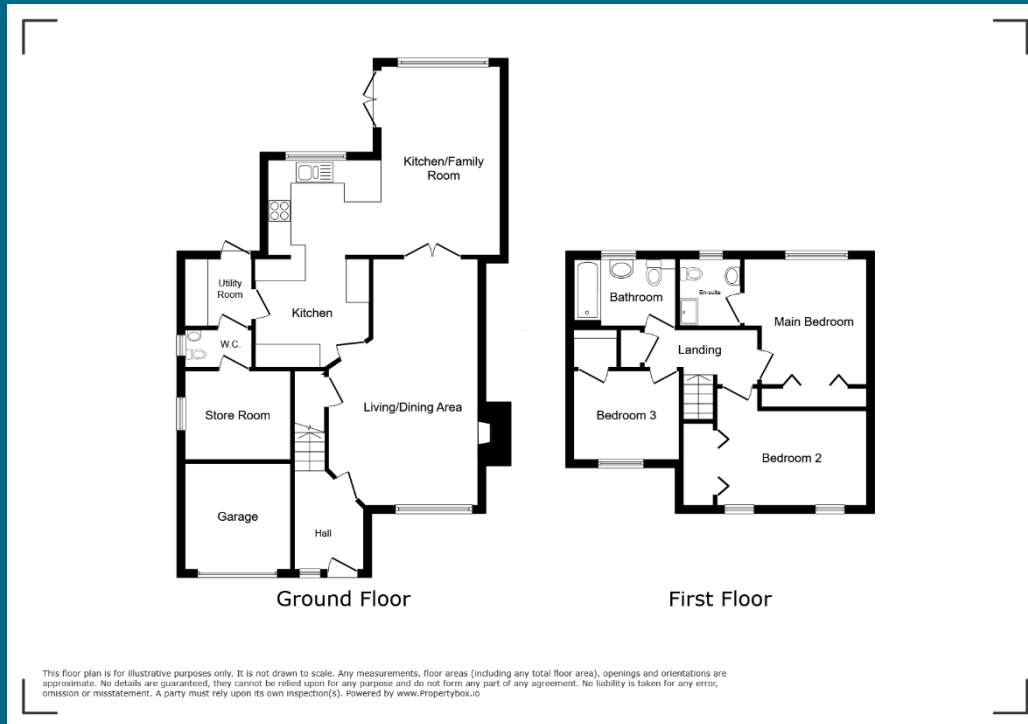 Kitchen/Family
Room
Utility
Room
Kitchen
W.C.
Store Room
Living/Dining Area
Garage
Hall
Ground Floor
Bathroom
En-suite
Main Bedroom
Landing
Bedroom 3
Bedroom 2
First Floor
This floor plan is for illustrative purposes only. It is not drawn to scale. Any measurements, floor areas (including any total floor area), openings and orientations are
approximate. No details are guaranteed, they cannot be relied upon for any purpose and do not form any part of any agreement. No liability is taken for any error,
omission or misstatement. A party must rely upon its own inspection(s). Powered by www.Propertybox.io